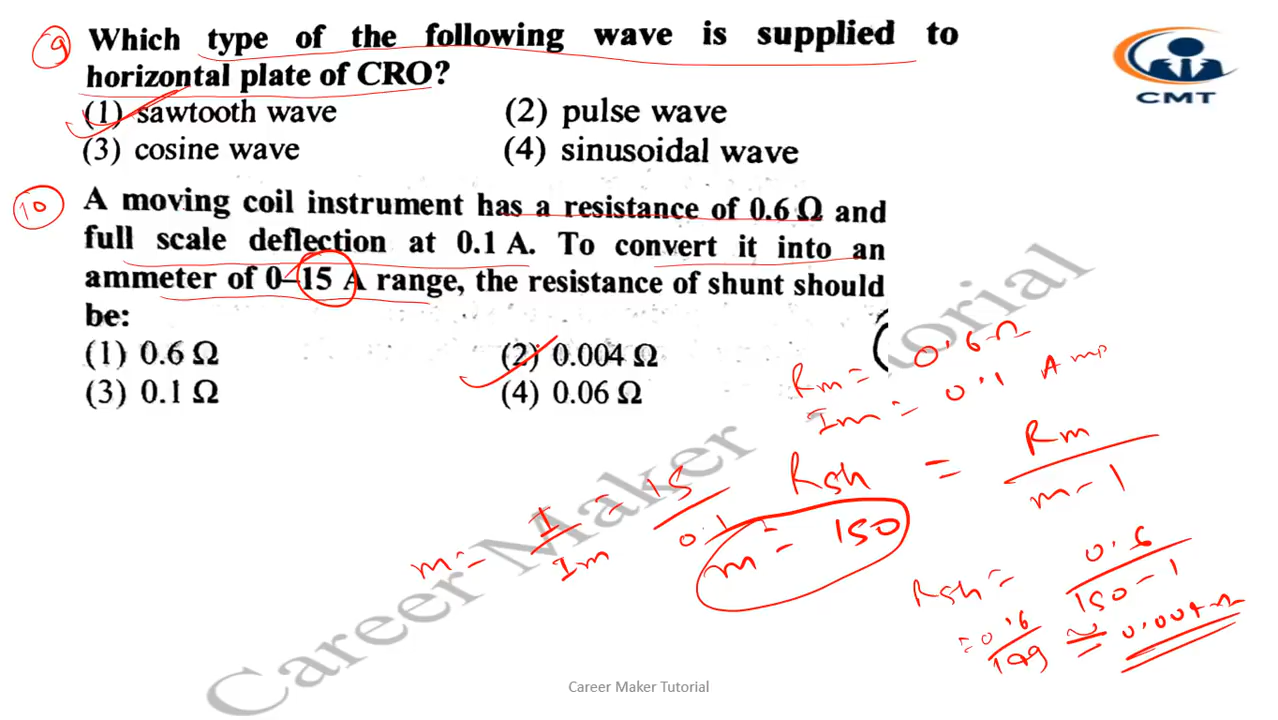 (9) Which type of the following wave is supplied to
horizontal plate of CRO?
(1) sawtooth wave (2) pulse wave
(3) cosine wave (4) sinusoidal wave
CMT
(10) A moving coil instrument has a resistance of 0.6 Ω and
full scale deflection at 0.1 A. To convert it into an
ammeter of 0–15 A range, the resistance of shunt should
be:
(1) 0.6 Ω (2) 0.004 Ω
(3) 0.1 Ω (4) 0.06 Ω
Rm = 0.6 Ω
Im = 0.1 Amp
Rsh = Rm / m-1
m = I / Im = 15 / 0.1
m = 150
Rsh = 0.6 / 150-1
= 0.6 / 149 ≅ 0.004 Ω
Career Maker Tutorial
Career Maker Tutorial